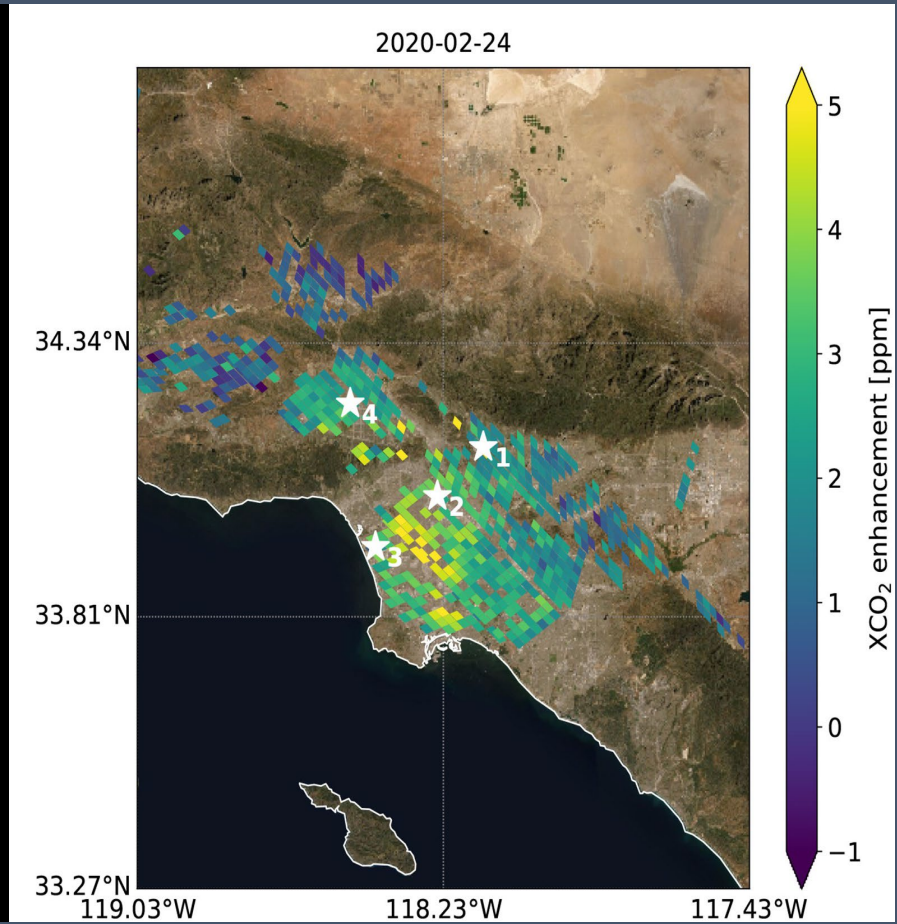 2020-02-24
5
4
3
2
1
0
−1
XCO₂ enhancement [ppm]
34.34°N
33.81°N
33.27°N
4
1
2
3
119.03°W
118.23°W
117.43°W